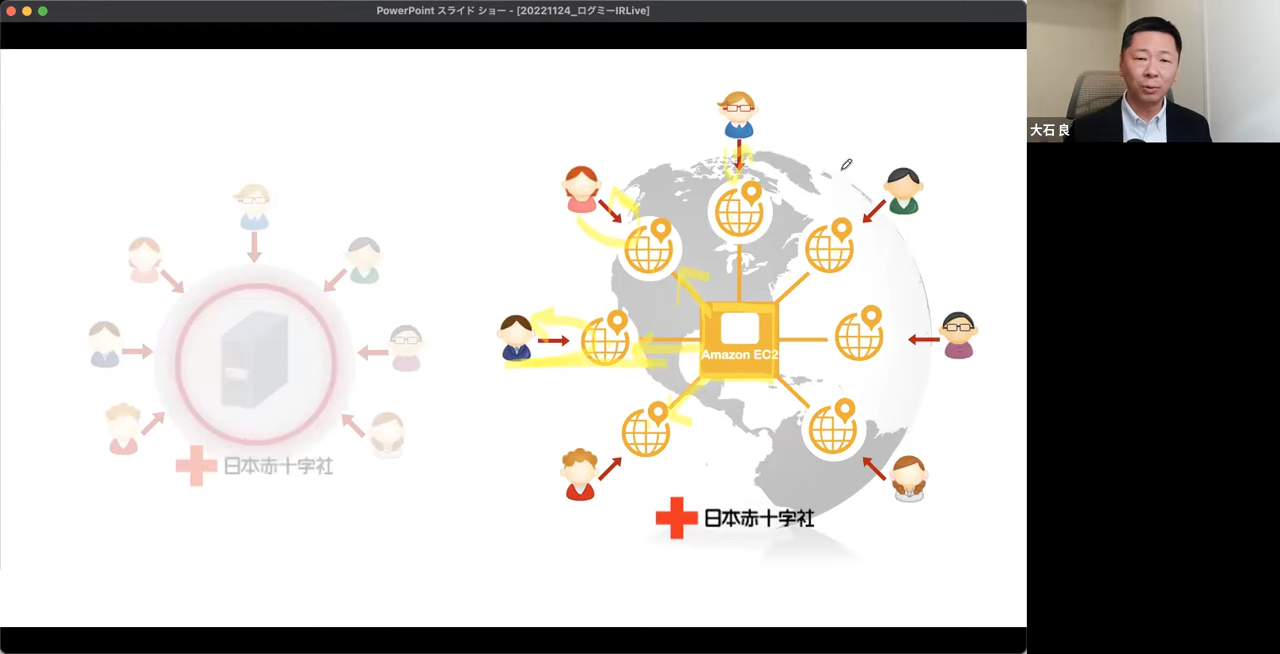 PowerPoint スライド ショー - [20221124_ログミーIRLive]
大石 良
Amazon EC2
日本赤十字社
日本赤十字社